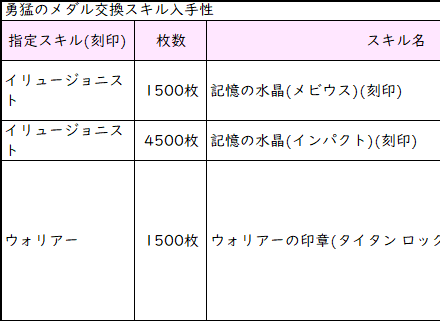 勇猛のメダル交換スキル入手性
指定スキル(刻印) 枚数 スキル名
イリュージョニスト 1500枚 記憶の水晶(メビウス)(刻印)
イリュージョニスト 4500枚 記憶の水晶(インパクト)(刻印)
ウォリアー 1500枚 ウォリアーの印章(タイタン ロック